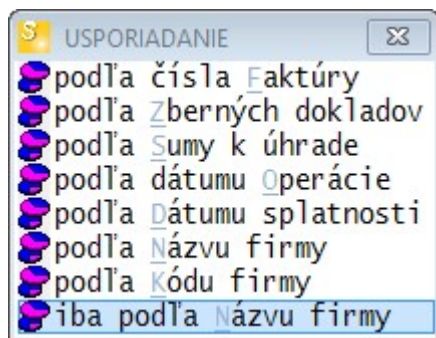 USPORIADANIE
podľa čísla Faktúry
podľa Zberných dokladov
podľa Sumy k úhrade
podľa dátumu Operácie
podľa Dátumu splatnosti
podľa Názvu firmy
podľa Kódu firmy
iba podľa Názvu firmy